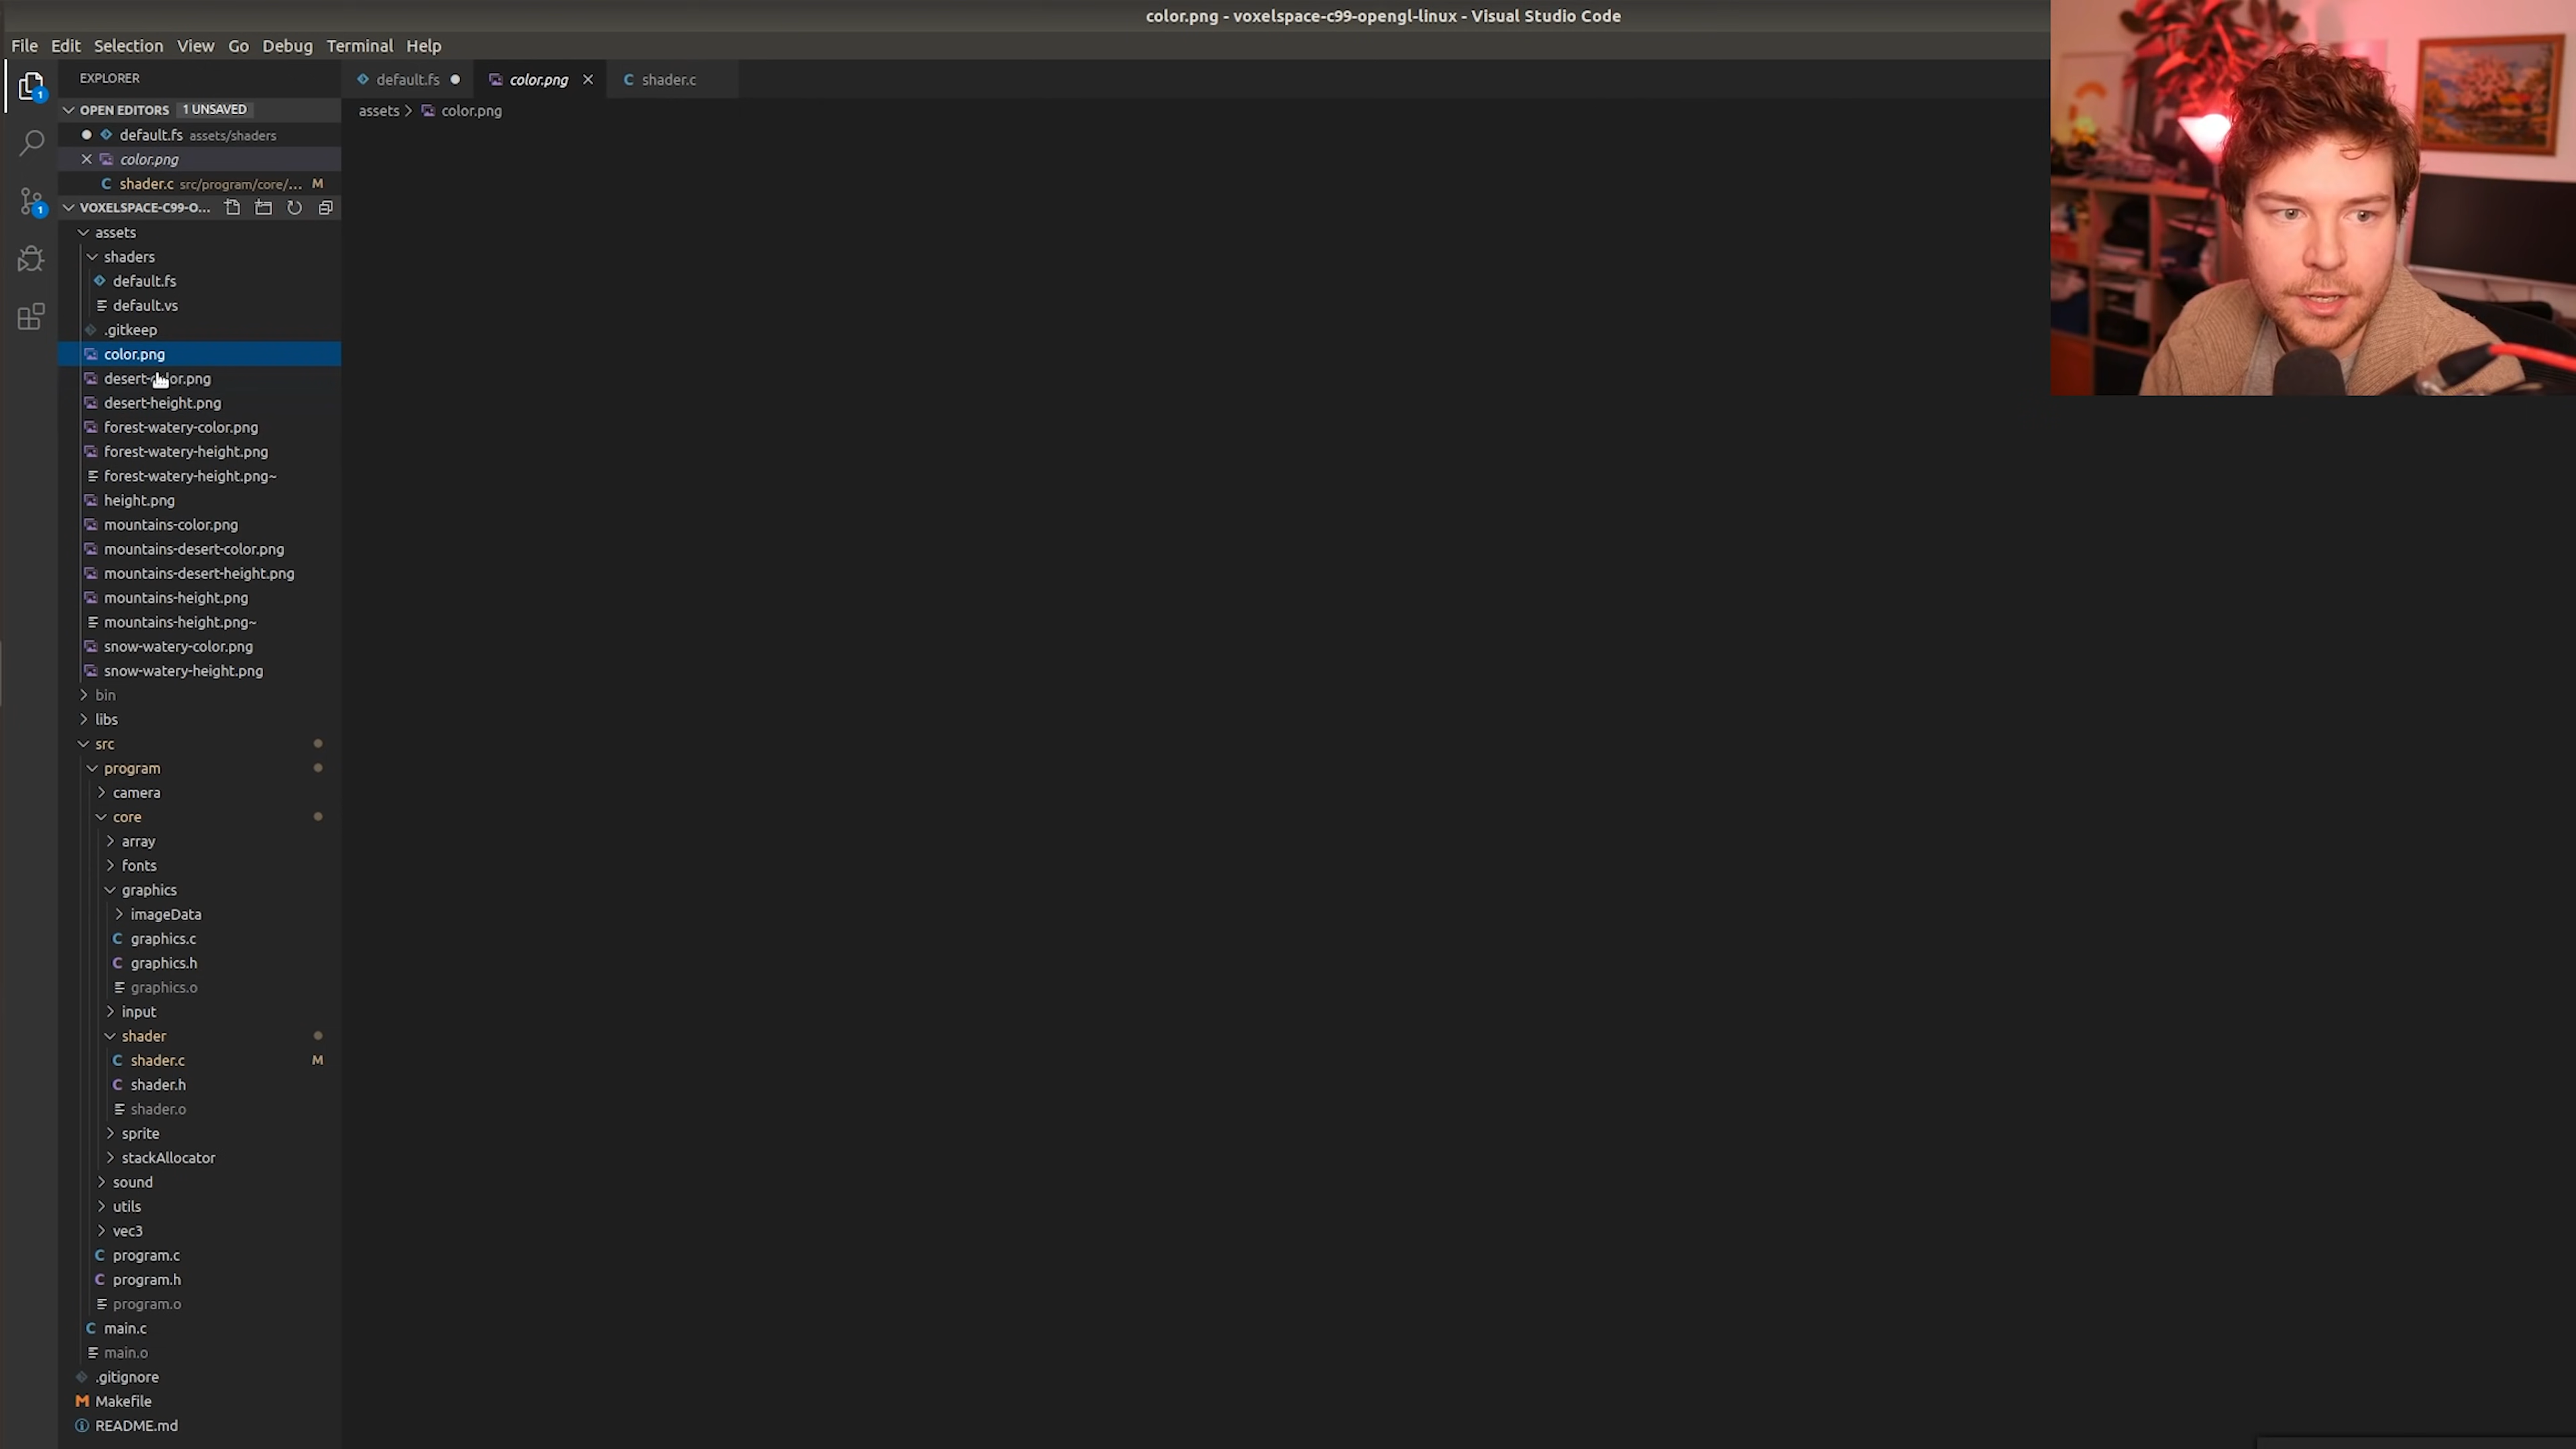 color.png - voxelspace-c99-opengl-linux - Visual Studio Code
File Edit Selection View Go Debug Terminal Help
EXPLORER
OPEN EDITORS 1 UNSAVED
default.fs assets/shaders
color.png
shader.c src/program/core/... M
VOXELSPACE-C99-O...
assets
shaders
default.fs
default.vs
.gitkeep
color.png
desert-color.png
desert-height.png
forest-watery-color.png
forest-watery-height.png
forest-watery-height.png~
height.png
mountains-color.png
mountains-desert-color.png
mountains-desert-height.png
mountains-height.png
mountains-height.png~
snow-watery-color.png
snow-watery-height.png
bin
libs
src
program
camera
core
array
fonts
graphics
imageData
C graphics.c
C graphics.h
graphics.o
input
shader
C shader.c M
C shader.h
shader.o
sprite
stackAllocator
sound
utils
vec3
C program.c
C program.h
program.o
C main.c
main.o
.gitignore
M Makefile
README.md
default.fs color.png C shader.c
assets > color.png
1
1